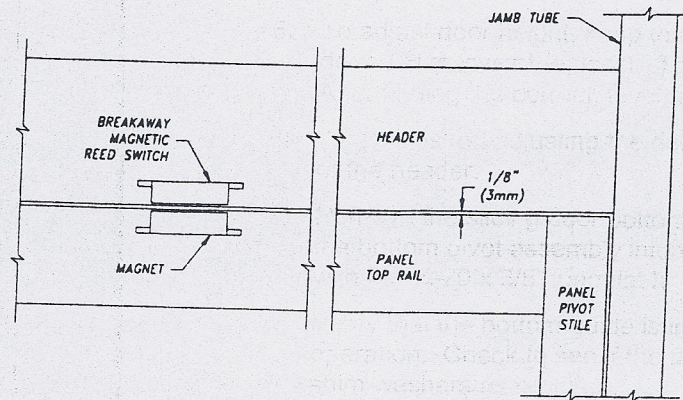 JAMB TUBE
BREAKAWAY
MAGNETIC
REED SWITCH
HEADER
1/8"
(3mm)
MAGNET
PANEL
TOP RAIL
PANEL
PIVOT
STILE